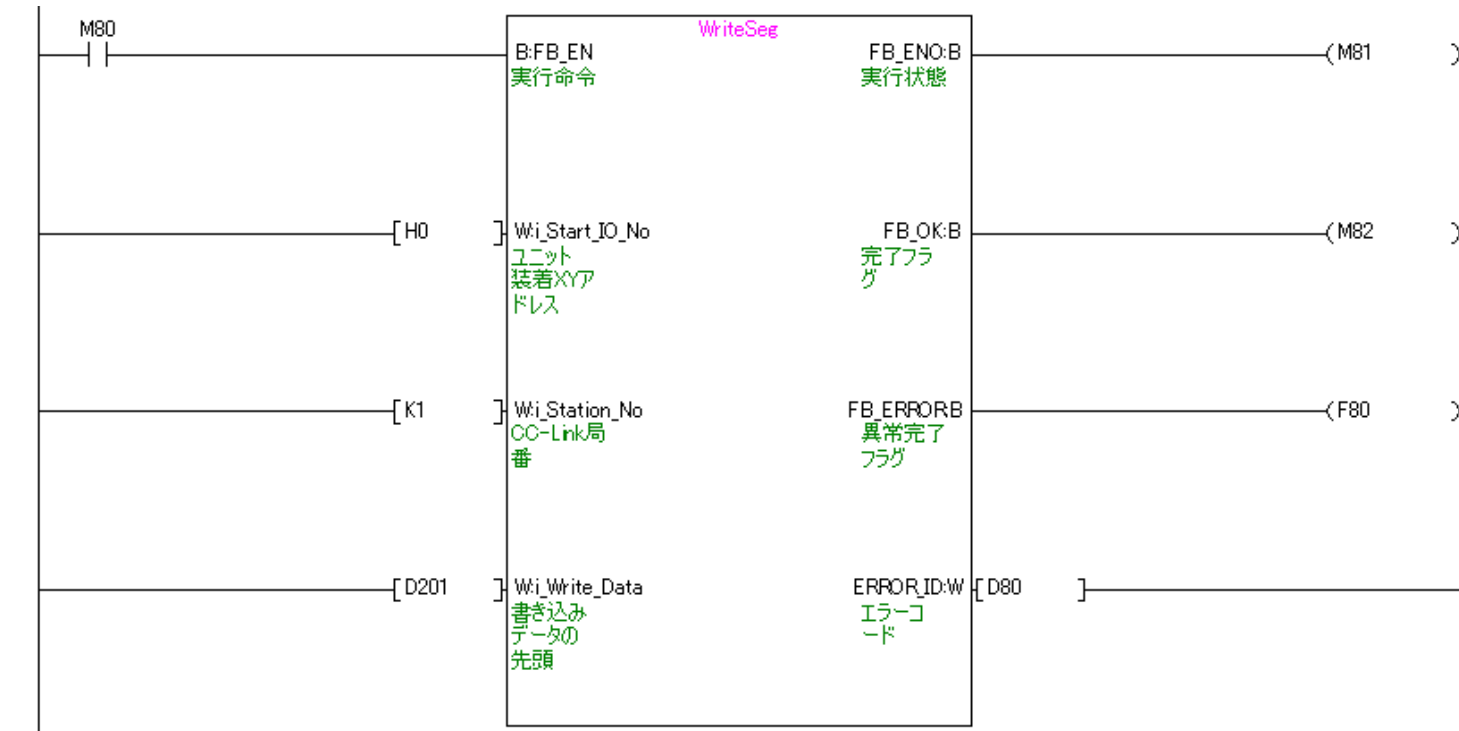 M80
WriteSeg
B:FB_EN
実行命令
FB_ENO:B
実行状態
M81
H0
W:i_Start_IO_No
ユニット
装着XYア
ドレス
FB_OK:B
完了フラ
グ
M82
K1
W:i_Station_No
CC-Link局
番
FB_ERROR:B
異常完了
フラグ
F80
D201
W:i_Write_Data
書き込み
データの
先頭
ERROR_ID:W
エラーコ
ード
D80